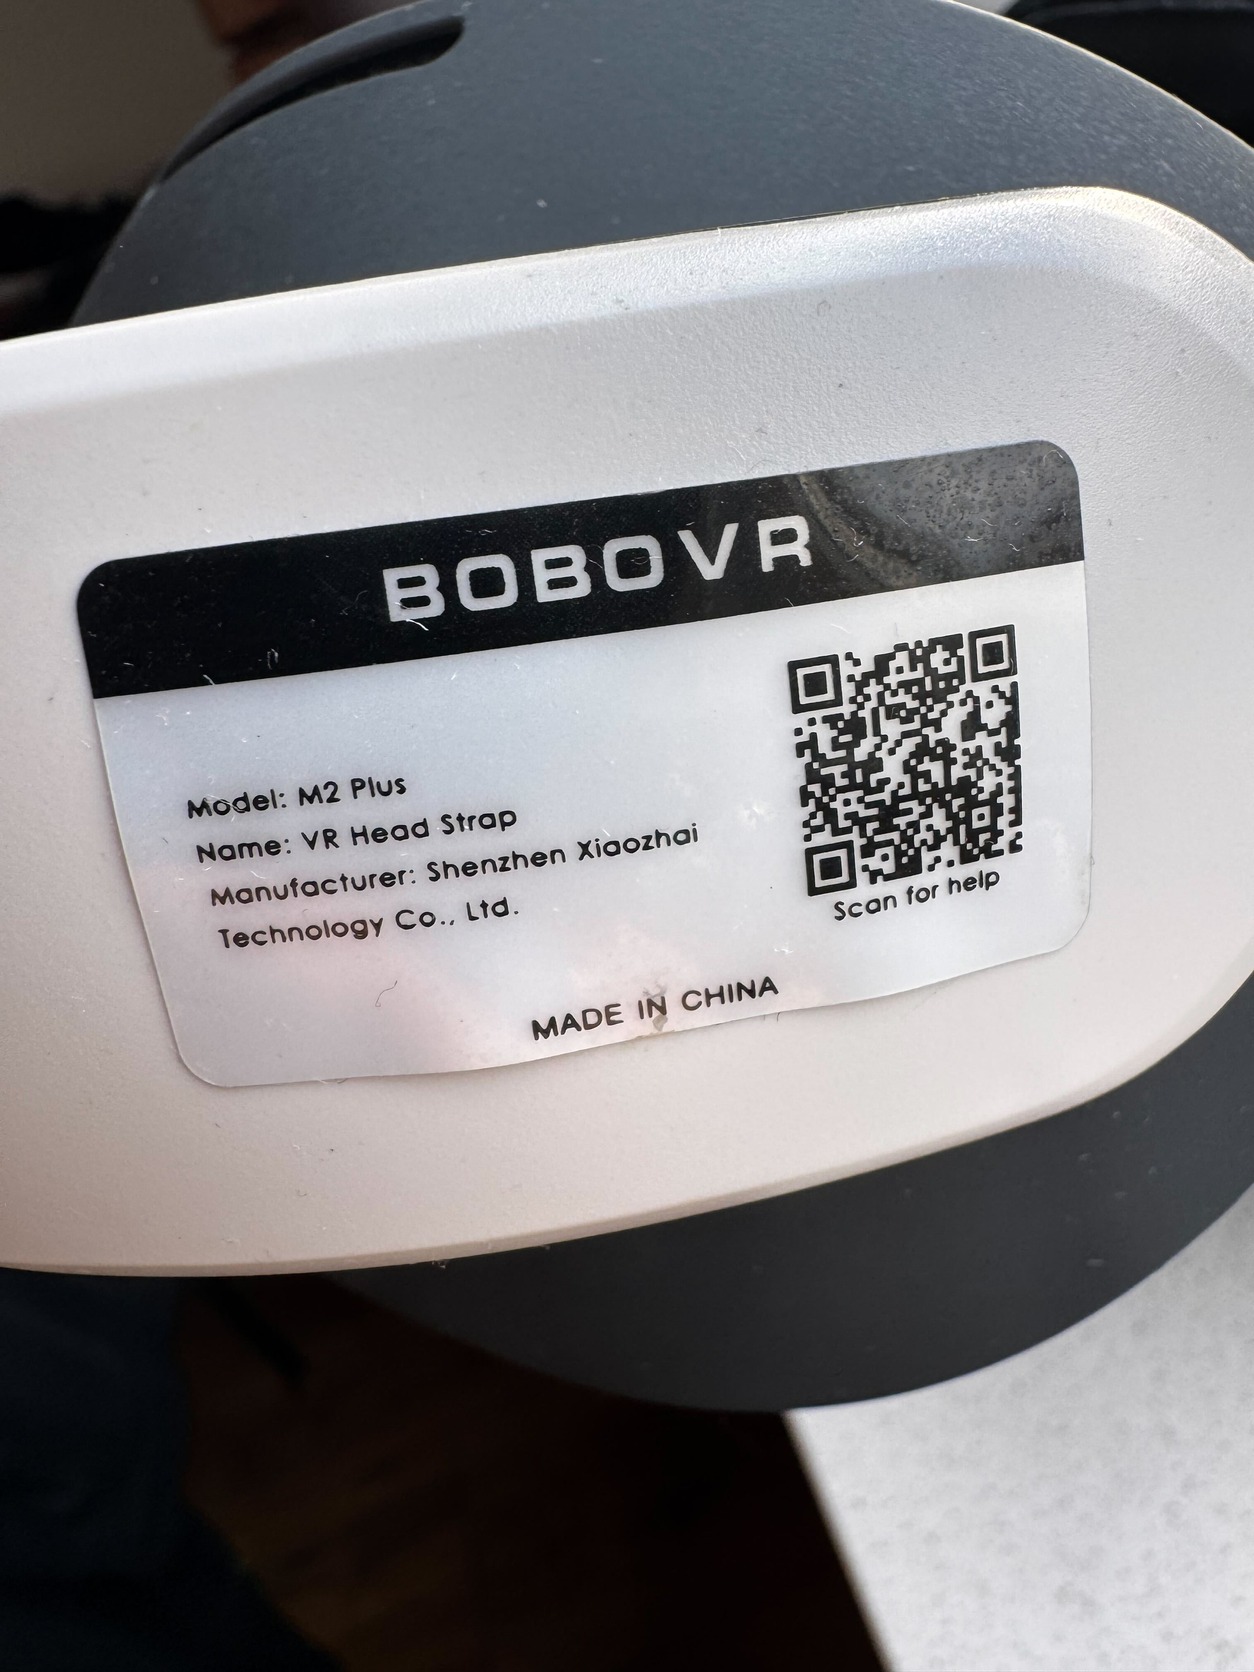 BOBOVR
Model: M2 Plus
Name: VR Head Strap
Manufacturer: Shenzhen Xiaozhai
Technology Co., Ltd.
Scan for help
MADE IN CHINA